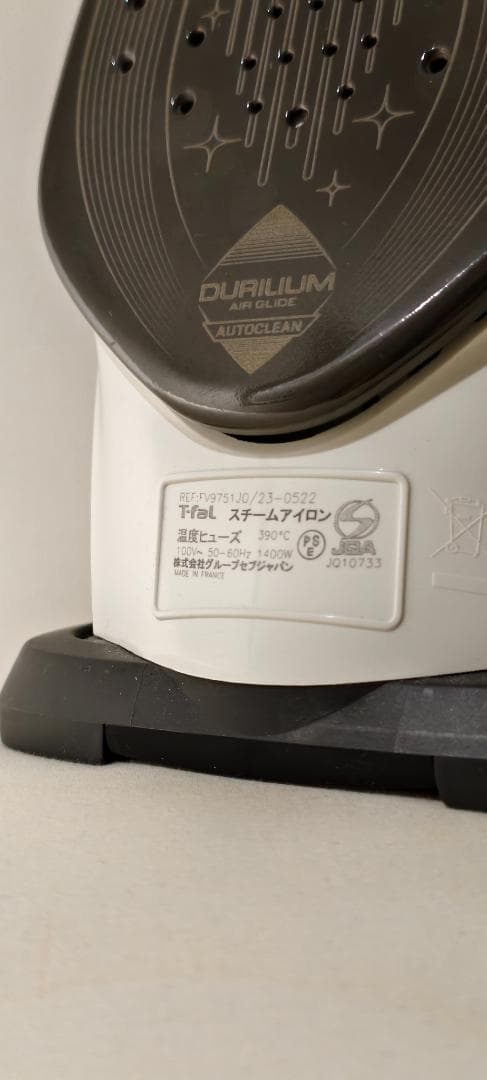 DURILIUM
AIR GLIDE
AUTOCLEAN
REF:FV9751J0/23-0522
T-fal スチームアイロン
温度ヒューズ 390℃
100V~ 50-60Hz 1400W
株式会社グループセブジャパン
MADE IN FRANCE
PS
E
JQA
JQ10733